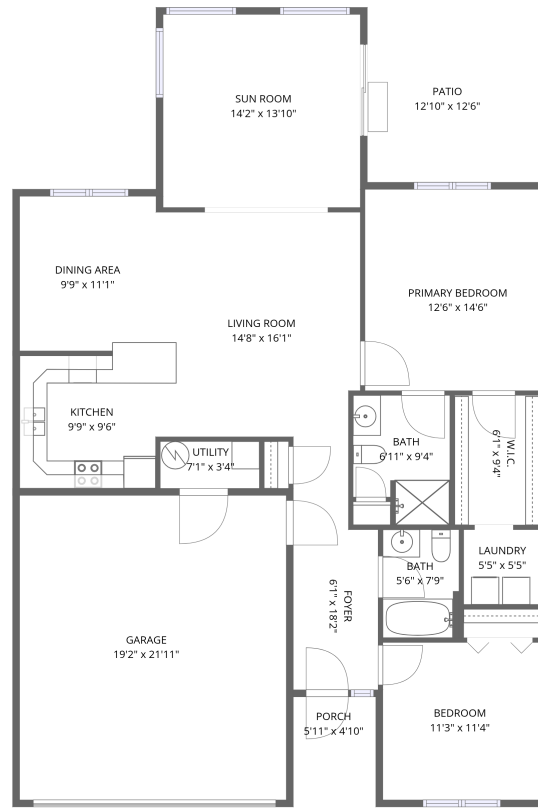 SUN ROOM
14'2" x 13'10"
PATIO
12'10" x 12'6"
DINING AREA
9'9" x 11'1"
PRIMARY BEDROOM
12'6" x 14'6"
LIVING ROOM
14'8" x 16'1"
KITCHEN
9'9" x 9'6"
UTILITY
7'1" x 3'4"
BATH
6'11" x 9'4"
W.I.C.
6'1" x 9'4"
LAUNDRY
5'5" x 5'5"
BATH
5'6" x 7'9"
FOYER
6'1" x 18'2"
GARAGE
19'2" x 21'11"
PORCH
5'11" x 4'10"
BEDROOM
11'3" x 11'4"